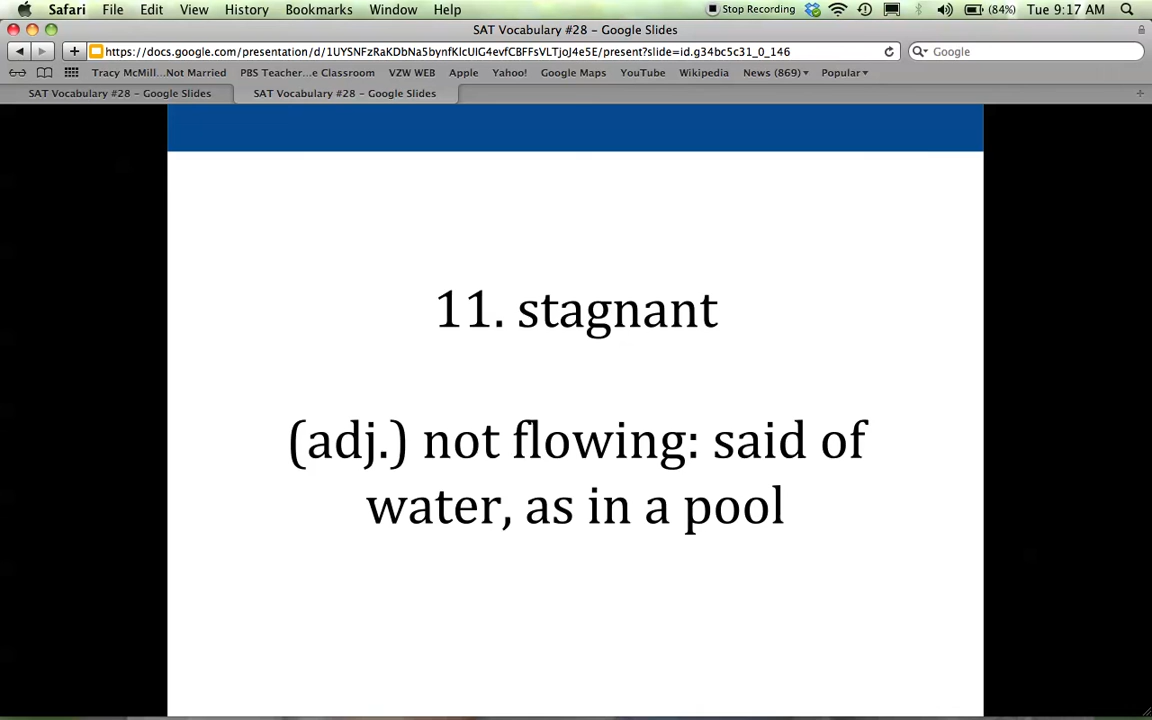 Safari File Edit View History Bookmarks Window Help Stop Recording (84%) Tue 9:17 AM
SAT Vocabulary #28 – Google Slides
https://docs.google.com/presentation/d/1UYSNFzRaKDbNa5bynfKlcUIG4evfCBFFsVLTjoJ4e5E/present?slide=id.g34bc5c31_0_146 Google
Tracy McMill...Not Married PBS Teacher...e Classroom VZW WEB Apple Yahoo! Google Maps YouTube Wikipedia News (869) Popular
SAT Vocabulary #28 – Google Slides SAT Vocabulary #28 – Google Slides
11. stagnant
(adj.) not flowing: said of
water, as in a pool